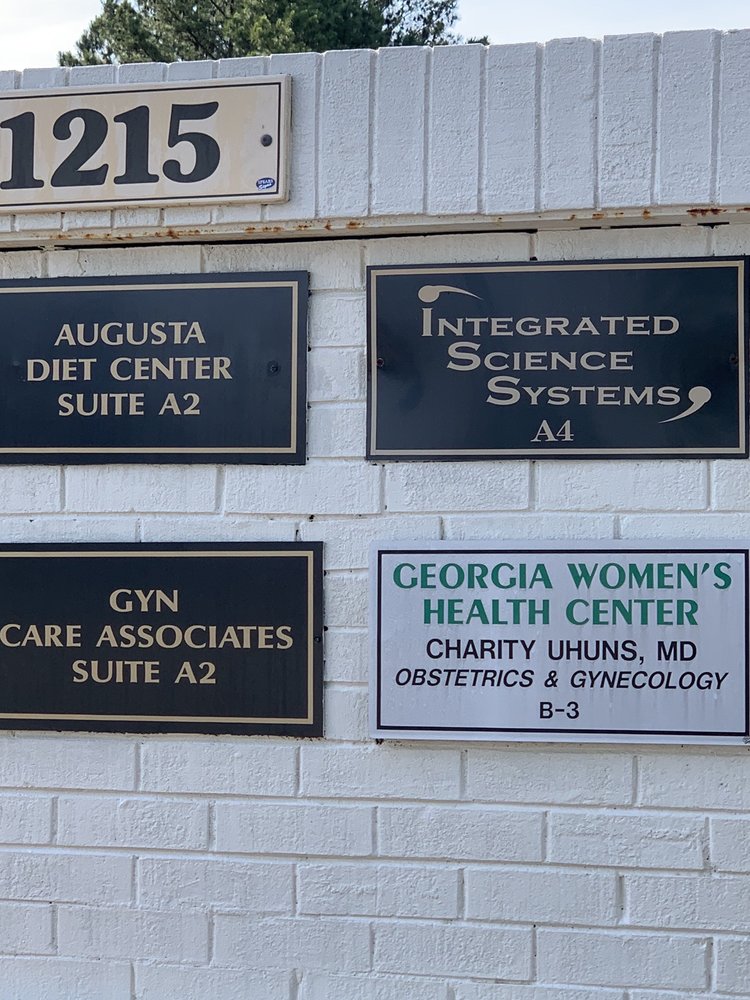 1215
AUGUSTA
DIET CENTER
SUITE A2
INTEGRATED
SCIENCE
SYSTEMS
A4
GYN
CARE ASSOCIATES
SUITE A2
GEORGIA WOMEN'S
HEALTH CENTER
CHARITY UHUNS, MD
OBSTETRICS & GYNECOLOGY
B-3